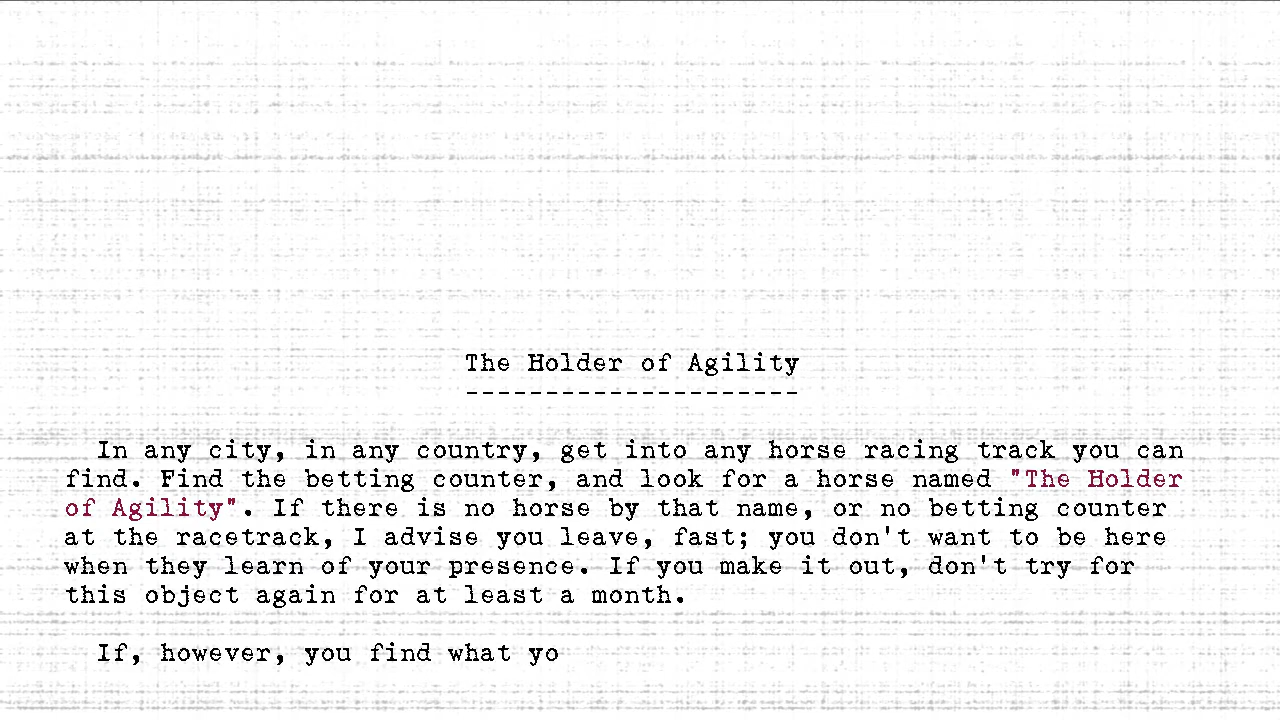 The Holder of Agility
---------------------
In any city, in any country, get into any horse racing track you can
find. Find the betting counter, and look for a horse named "The Holder
of Agility". If there is no horse by that name, or no betting counter
at the racetrack, I advise you leave, fast; you don't want to be here
when they learn of your presence. If you make it out, don't try for
this object again for at least a month.
If, however, you find what yo